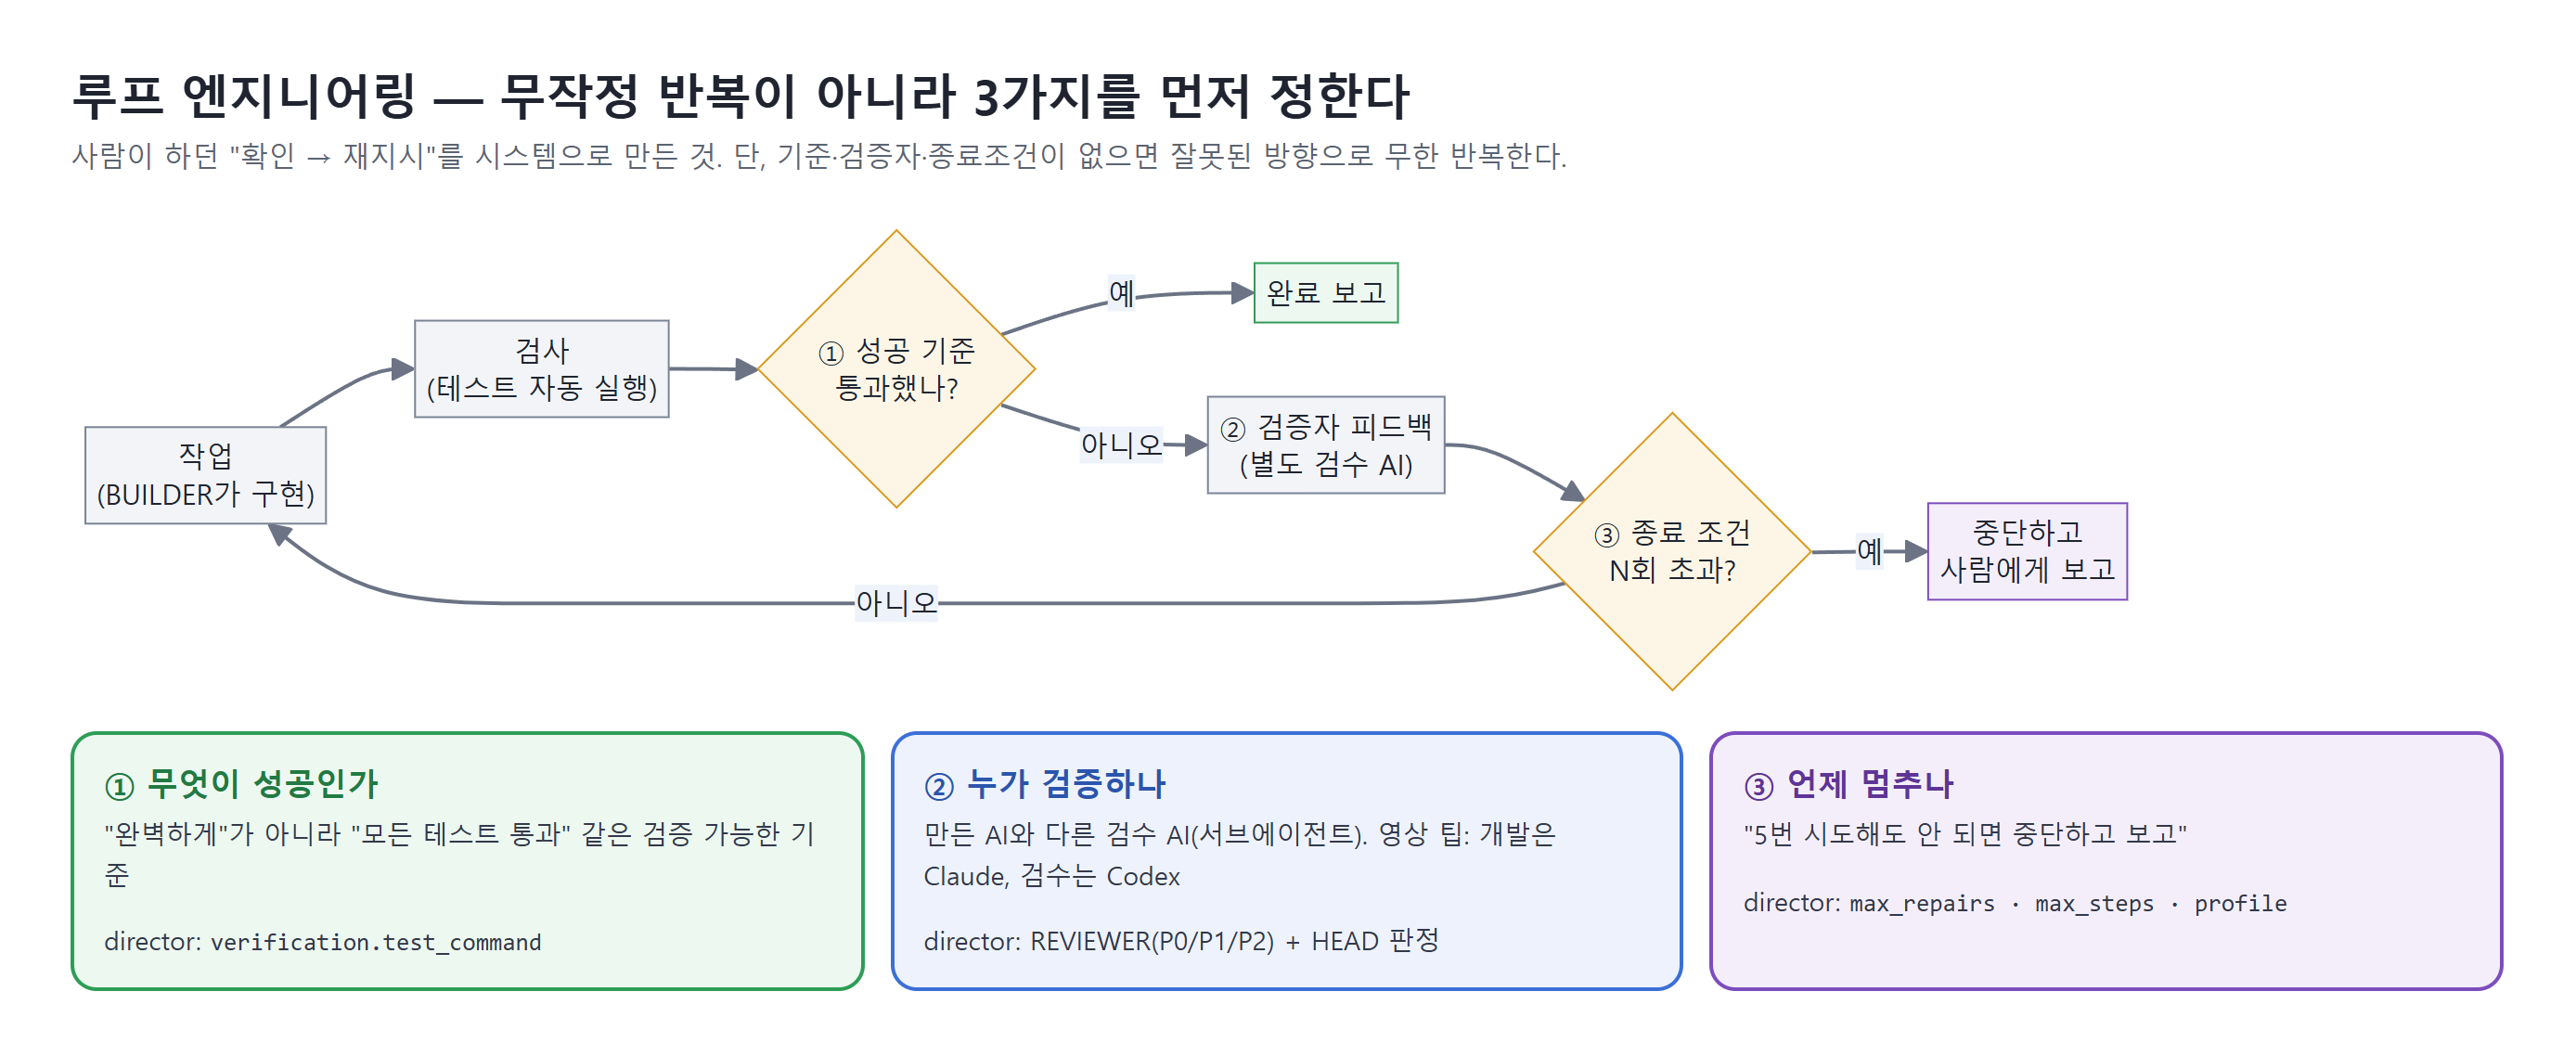 루프 엔지니어링 — 무작정 반복이 아니라 3가지를 먼저 정한다
사람이 하던 "확인 → 재지시"를 시스템으로 만든 것. 단, 기준·검증자·종료조건이 없으면 잘못된 방향으로 무한 반복한다.
작업
(BUILDER가 구현)
검사
(테스트 자동 실행)
① 성공 기준
통과했나?
예
완료 보고
아니오
② 검증자 피드백
(별도 검수 AI)
③ 종료 조건
N회 초과?
예
중단하고
사람에게 보고
아니오
① 무엇이 성공인가
"완벽하게"가 아니라 "모든 테스트 통과" 같은 검증 가능한 기
준
director: verification.test_command
② 누가 검증하나
만든 AI와 다른 검수 AI(서브에이전트). 영상 팁: 개발은
Claude, 검수는 Codex
director: REVIEWER(P0/P1/P2) + HEAD 판정
③ 언제 멈추나
"5번 시도해도 안 되면 중단하고 보고"
director: max_repairs · max_steps · profile